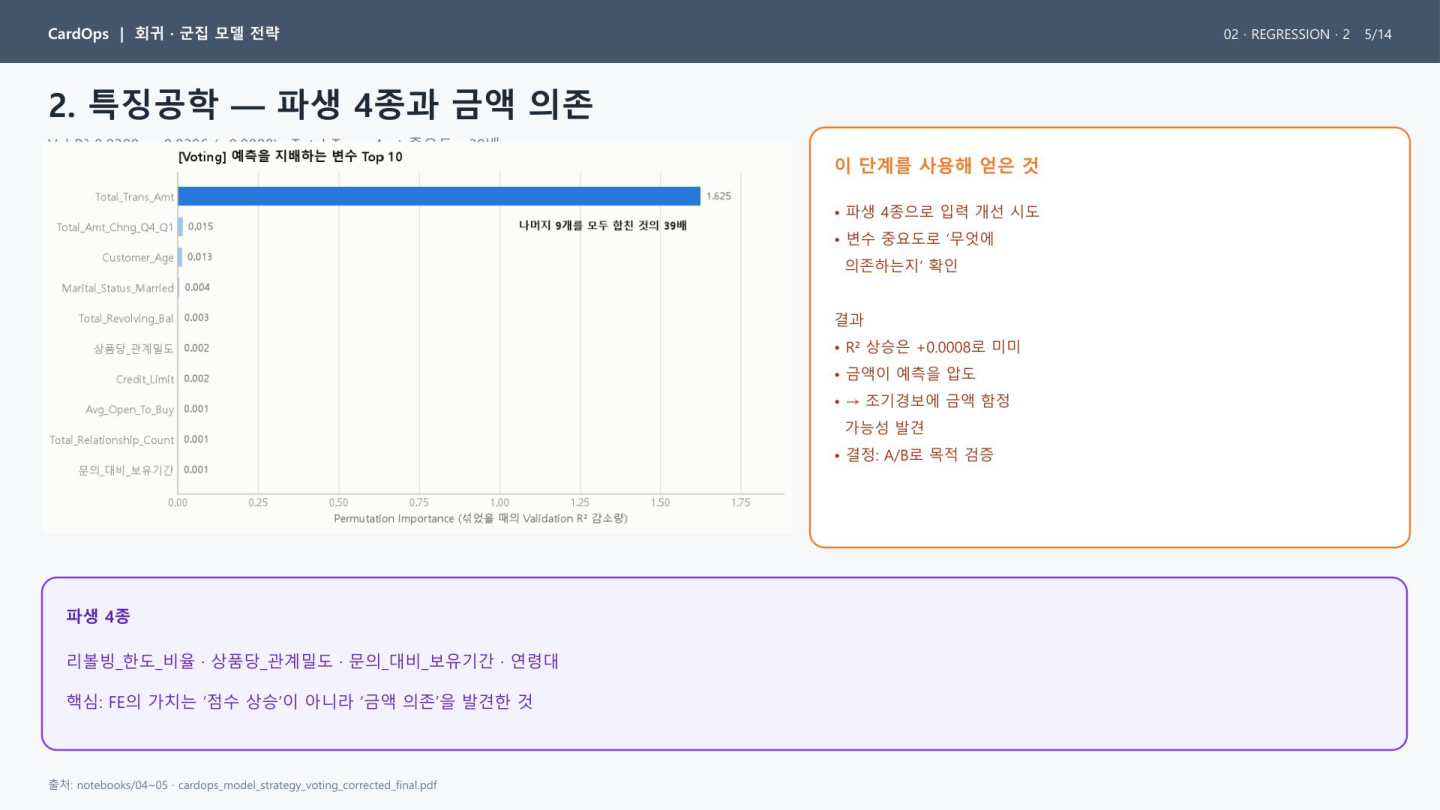 CardOps | 회귀 · 군집 모델 전략
02 · REGRESSION · 2 5/14
2. 특징공학 — 파생 4종과 금액 의존
[Voting] 예측을 지배하는 변수 Top 10
Total_Trans_Amt 1.625
Total_Amt_Chng_Q4_Q1 0.015
나머지 9개를 모두 합친 것의 39배
Customer_Age 0.013
Marital_Status_Married 0.004
Total_Revolving_Bal 0.003
상품당_관계밀도 0.002
Credit_Limit 0.002
Avg_Open_To_Buy 0.001
Total_Relationship_Count 0.001
문의_대비_보유기간 0.001
0.00 0.25 0.50 0.75 1.00 1.25 1.50 1.75
Permutation Importance (섞었을 때의 Validation R² 감소량)
이 단계를 사용해 얻은 것
• 파생 4종으로 입력 개선 시도
• 변수 중요도로 ‘무엇에
의존하는지’ 확인
결과
• R² 상승은 +0.0008로 미미
• 금액이 예측을 압도
• → 조기경보에 금액 함정
가능성 발견
• 결정: A/B로 목적 검증
파생 4종
리볼빙_한도_비율 · 상품당_관계밀도 · 문의_대비_보유기간 · 연령대
핵심: FE의 가치는 ‘점수 상승’이 아니라 ‘금액 의존’을 발견한 것
출처: notebooks/04~05 · cardops_model_strategy_voting_corrected_final.pdf